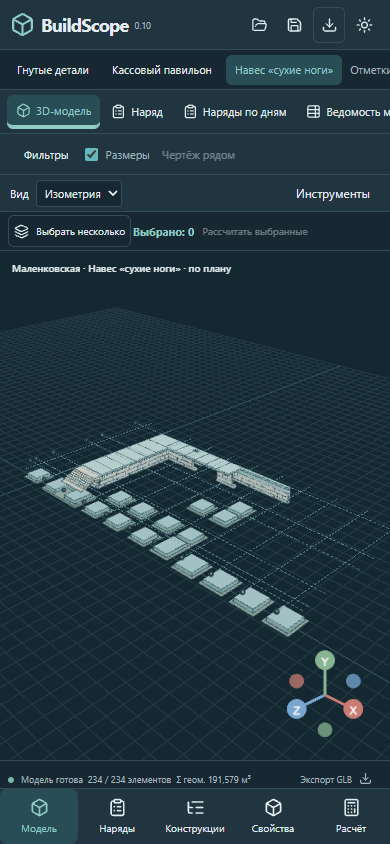 BuildScope 0.10
Гнутые детали Кассовый павильон Навес «сухие ноги» Отметки
3D-модель Наряд Наряды по дням Ведомость м
Фильтры Размеры Чертёж рядом
Вид Изометрия Инструменты
Выбрать несколько Выбрано: 0 Рассчитать выбранные
Маленковская · Навес «сухие ноги» · по плану
Y
Z X
Модель готова 234 / 234 элементов Σ геом. 191,579 м³ Экспорт GLB
Модель Наряды Конструкции Свойства Расчёт